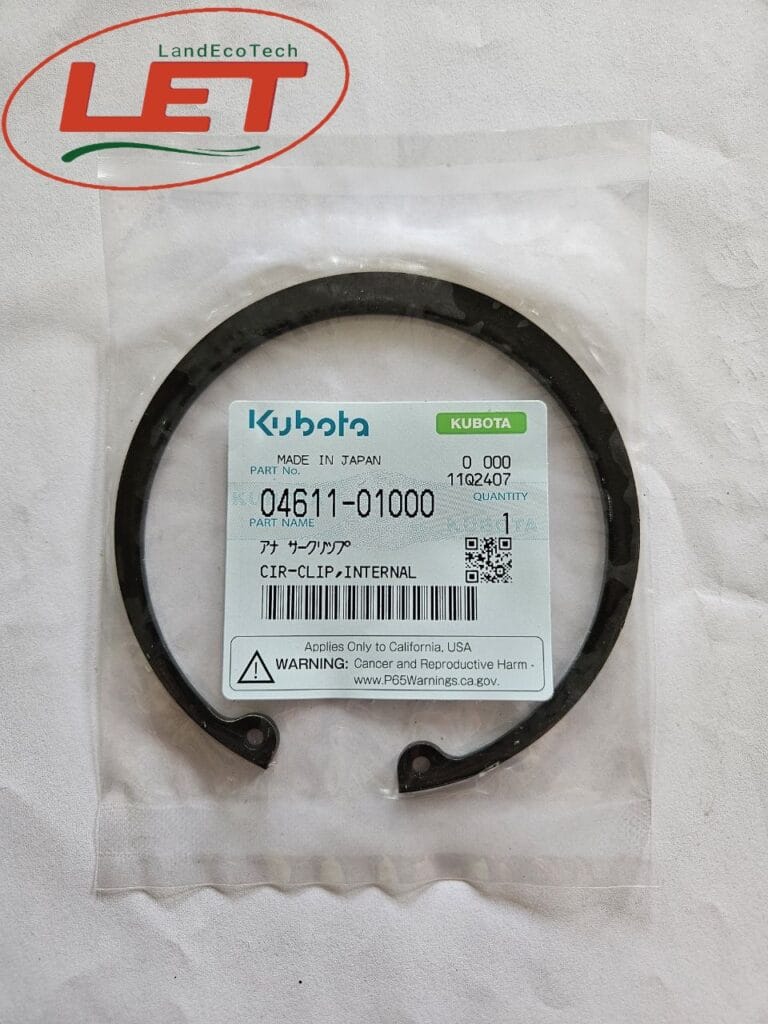 LandEcoTech
LET
Kubota
KUBOTA
MADE IN JAPAN
0 000
PART No.
11Q2407
04611-01000
QUANTITY
1
PART NAME
KUBOTA
アナ サークリップ
CIR-CLIP,INTERNAL
Applies Only to California, USA
WARNING: Cancer and Reproductive Harm -
www.P65Warnings.ca.gov.